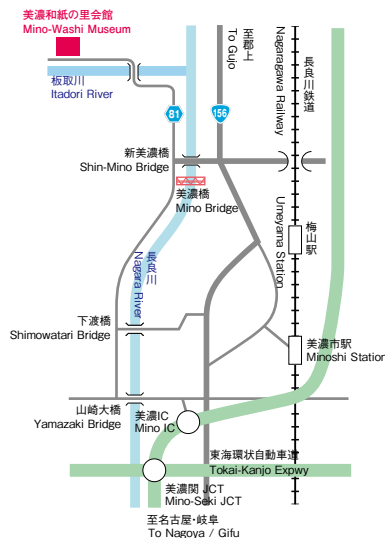 美濃和紙の里会館
Mino-Washi Museum
至郡上
To Gujo
長良川鉄道
Nagaragawa Railway
板取川
Itadori River
81
156
新美濃橋
Shin-Mino Bridge
美濃橋
Mino Bridge
梅山駅
Umeyama Station
長良川
Nagara River
下渡橋
Shimowatari Bridge
美濃市駅
Minoshi Station
山崎大橋
Yamazaki Bridge
美濃IC
Mino IC
東海環状自動車道
Tokai-Kanjo Expwy
美濃関 JCT
Mino-Seki JCT
至名古屋・岐阜
To Nagoya / Gifu